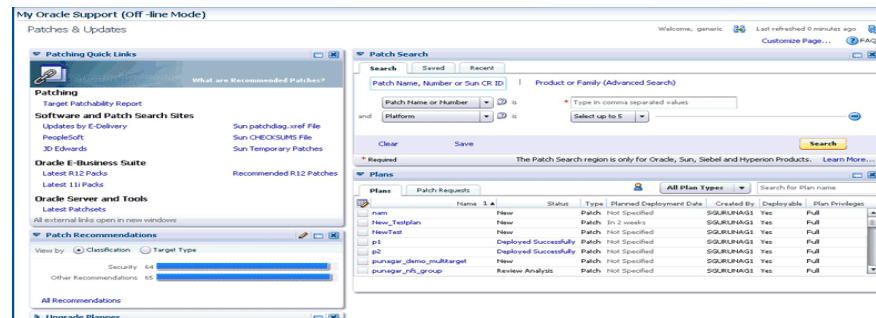 My Oracle Support (Off -line Mode)
Patches & Updates
Welcome, generic Last refreshed 0 minutes ago
Customize Page... FAQ
Patching Quick Links
What are Recommended Patches?
Patching
Target Patchability Report
Software and Patch Search Sites
Updates by E-Delivery Sun patchdiag.xref File
PeopleSoft Sun CHECKSUMS File
JD Edwards Sun Temporary Patches
Oracle E-Business Suite
Latest R12 Packs Recommended R12 Patches
Latest 11i Packs
Oracle Server and Tools
Latest Patchsets
All external links open in new windows
Patch Recommendations
View by Classification Target Type
Security 64
Other Recommendations 65
All Recommendations
Upgrade Planner
Patch Search
Search Saved Recent
Patch Name, Number or Sun CR ID Product or Family (Advanced Search)
Patch Name or Number is * Type in comma separated values
and Platform is Select up to 5
Clear Save Search
* Required The Patch Search region is only for Oracle, Sun, Siebel and Hyperion Products. Learn More...
Plans
Plans Patch Requests All Plan Types Search for Plan name
Name 1 Status Type Planned Deployment Date Created By Deployable Plan Privileges
nam New Patch Not Specified SGURUNAG1 Yes Full
New_Testplan New Patch In 2 weeks SGURUNAG1 Yes Full
NewTest New Patch Not Specified SGURUNAG1 Yes Full
p1 Deployed Successfully Patch Not Specified SGURUNAG1 Yes Full
p2 Deployed Successfully Patch Not Specified SGURUNAG1 Yes Full
punagar_demo_multitarget New Patch Not Specified SGURUNAG1 Yes Full
punagar_nfs_group Review Analysis Patch Not Specified SGURUNAG1 Yes Full